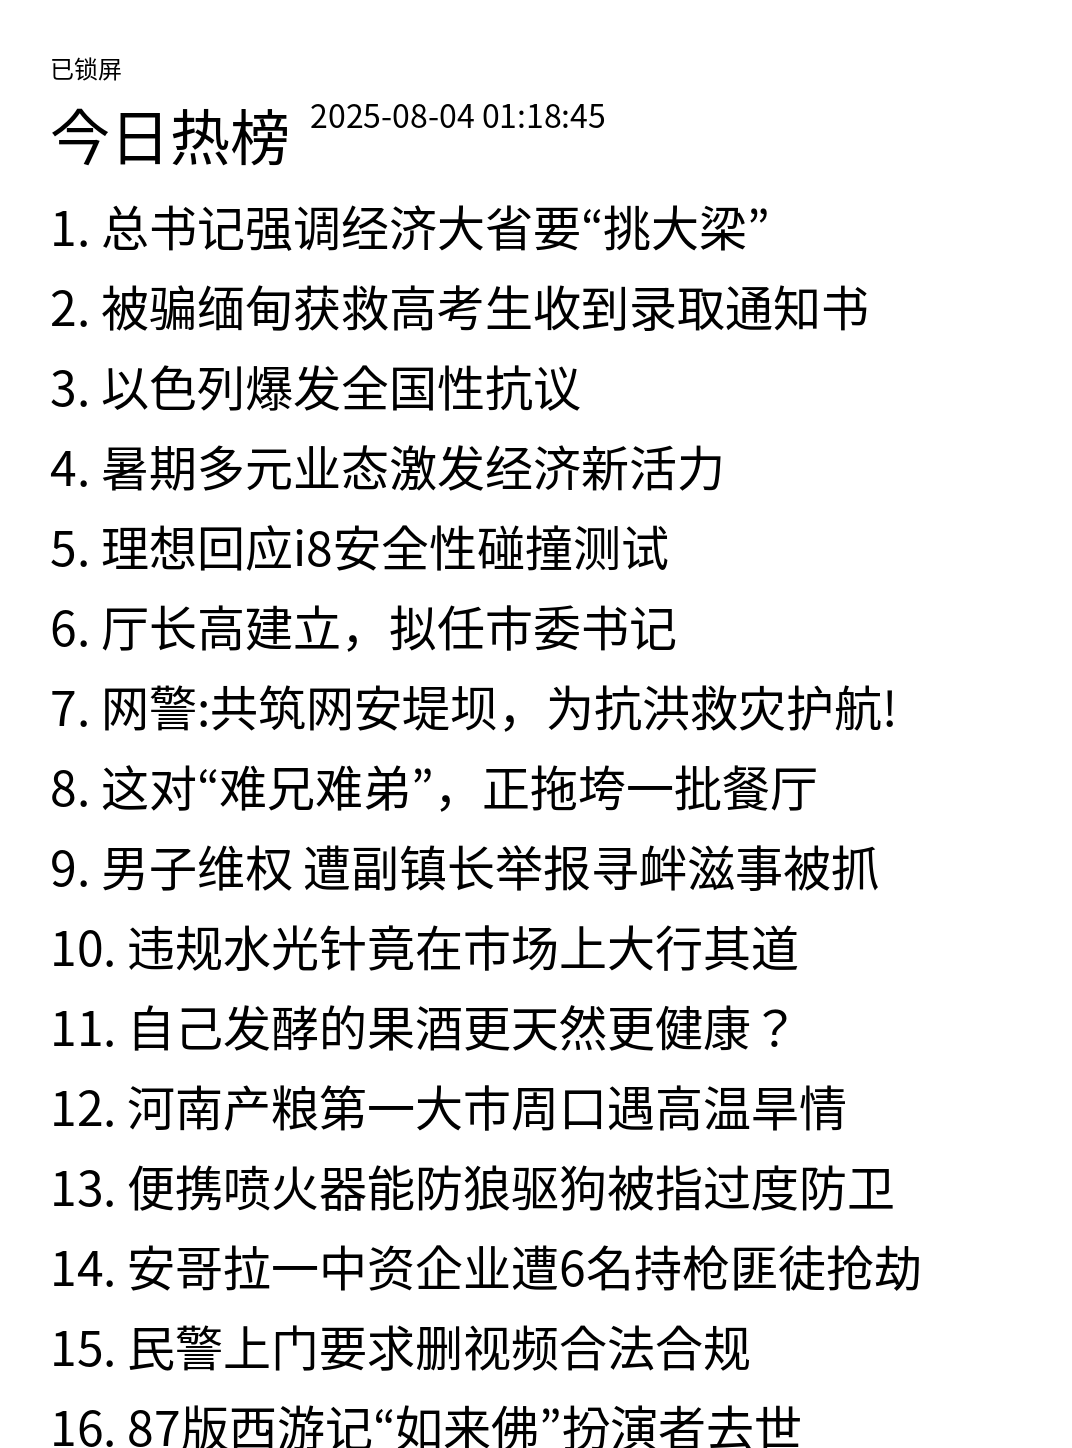 已锁屏
今日热榜 2025-08-04 01:18:45
1. 总书记强调经济大省要“挑大梁”
2. 被骗缅甸获救高考生收到录取通知书
3. 以色列爆发全国性抗议
4. 暑期多元业态激发经济新活力
5. 理想回应i8安全性碰撞测试
6. 厅长高建立，拟任市委书记
7. 网警:共筑网安堤坝，为抗洪救灾护航!
8. 这对“难兄难弟”，正拖垮一批餐厅
9. 男子维权 遭副镇长举报寻衅滋事被抓
10. 违规水光针竟在市场上大行其道
11. 自己发酵的果酒更天然更健康？
12. 河南产粮第一大市周口遇高温旱情
13. 便携喷火器能防狼驱狗被指过度防卫
14. 安哥拉一中资企业遭6名持枪匪徒抢劫
15. 民警上门要求删视频合法合规
16. 87版西游记“如来佛”扮演者去世